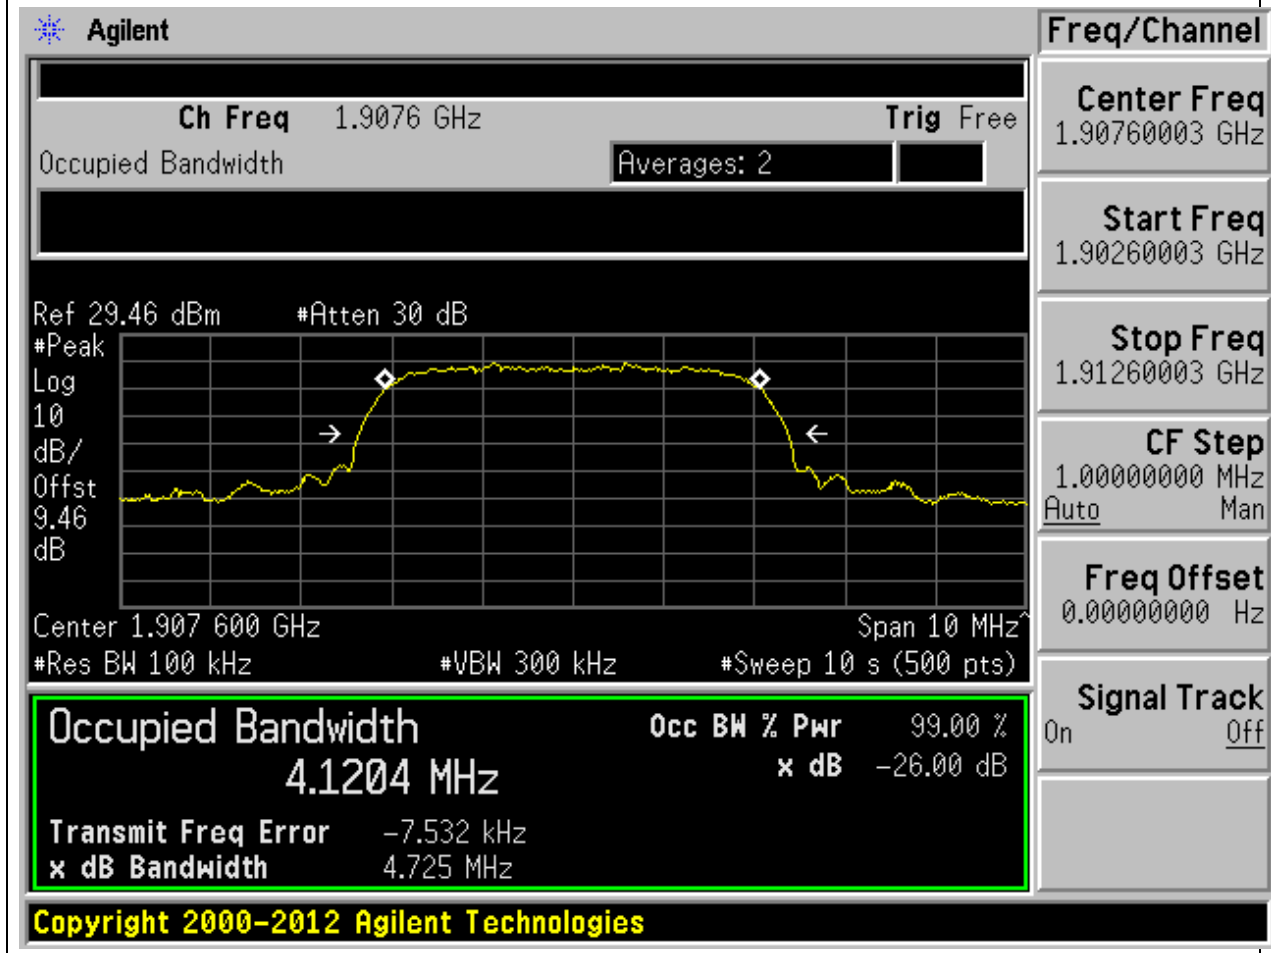 Agilent
Freq/Channel
Ch Freq 1.9076 GHz Trig Free
Occupied Bandwidth Averages: 2
Center Freq
1.90760003 GHz
Start Freq
1.90260003 GHz
Stop Freq
1.91260003 GHz
CF Step
1.00000000 MHz
Auto Man
Freq Offset
0.00000000 Hz
Signal Track
On Off
Ref 29.46 dBm #Atten 30 dB
#Peak
Log
10
dB/
Offst
9.46
dB
Center 1.907 600 GHz Span 10 MHz^
#Res BW 100 kHz #VBW 300 kHz #Sweep 10 s (500 pts)
Occupied Bandwidth Occ BW % Pwr 99.00 %
4.1204 MHz x dB -26.00 dB
Transmit Freq Error -7.532 kHz
x dB Bandwidth 4.725 MHz
Copyright 2000-2012 Agilent Technologies